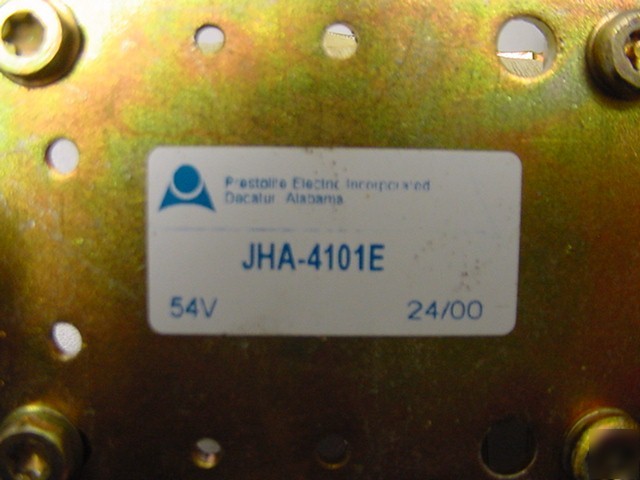 Prestolite Electric Incorporated
Decatur Alabama
JHA-4101E
54V
24/00